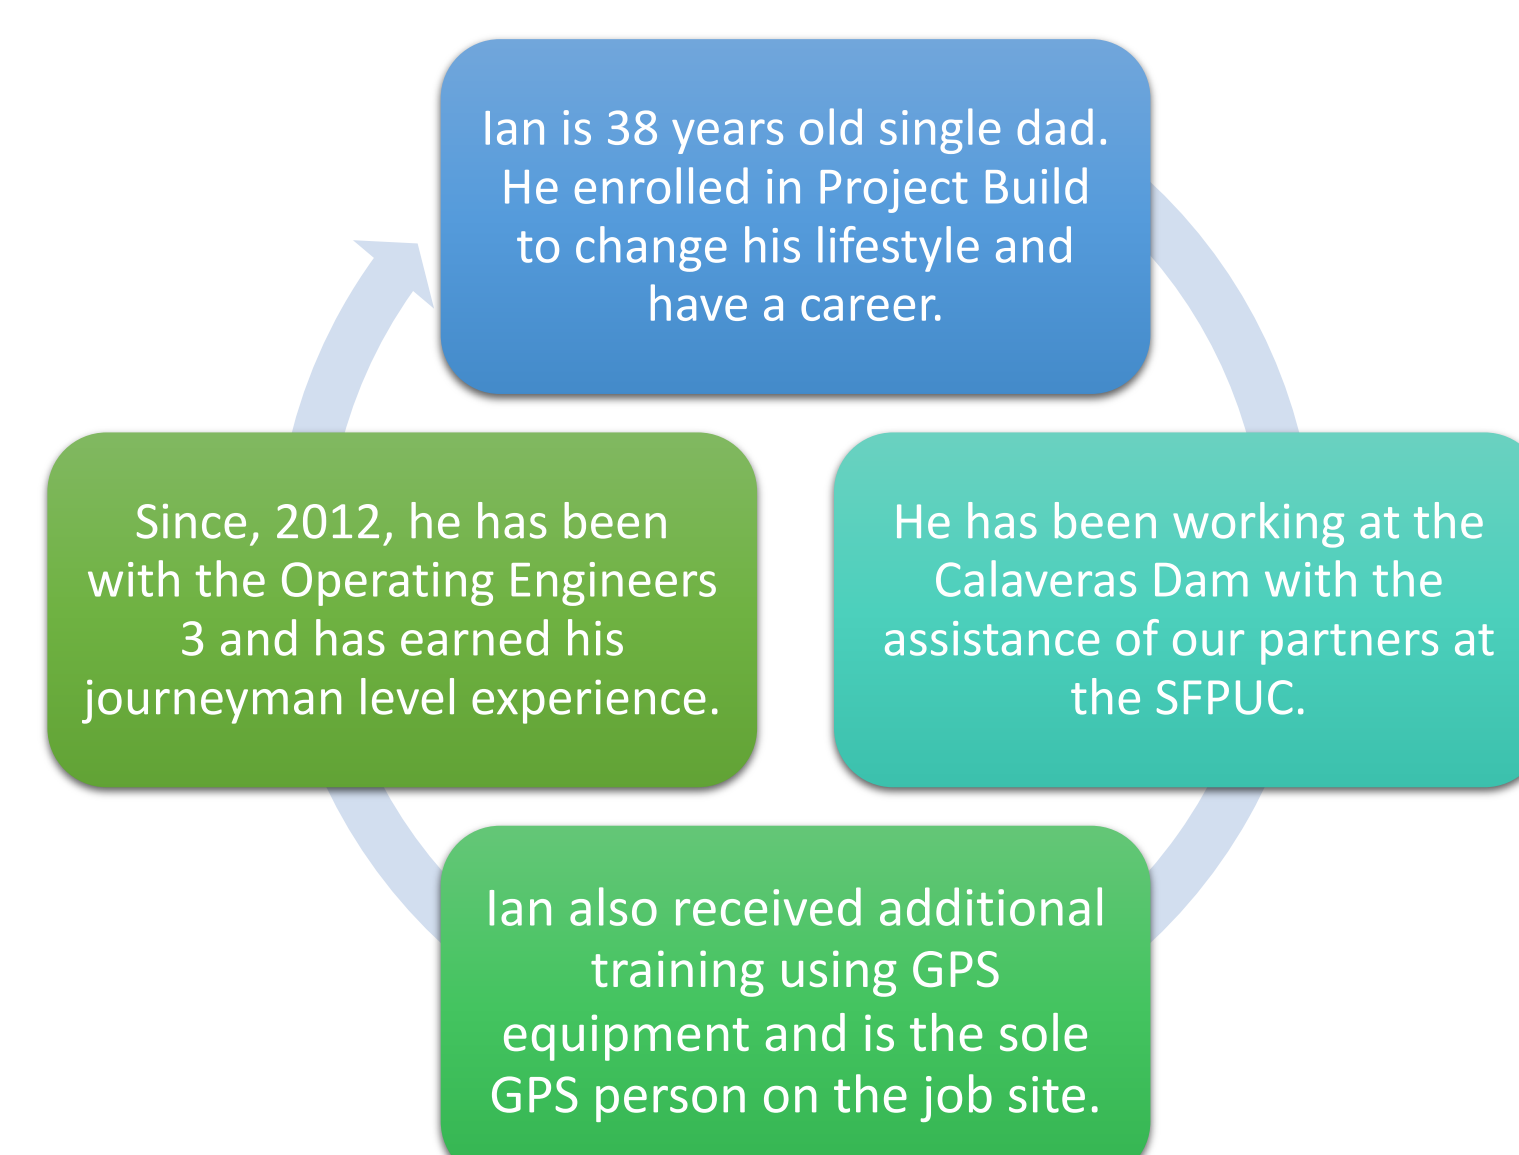 Ian is 38 years old single dad.
He enrolled in Project Build
to change his lifestyle and
have a career.
He has been working at the
Calaveras Dam with the
assistance of our partners at
the SFPUC.
Ian also received additional
training using GPS
equipment and is the sole
GPS person on the job site.
Since, 2012, he has been
with the Operating Engineers
3 and has earned his
journeyman level experience.